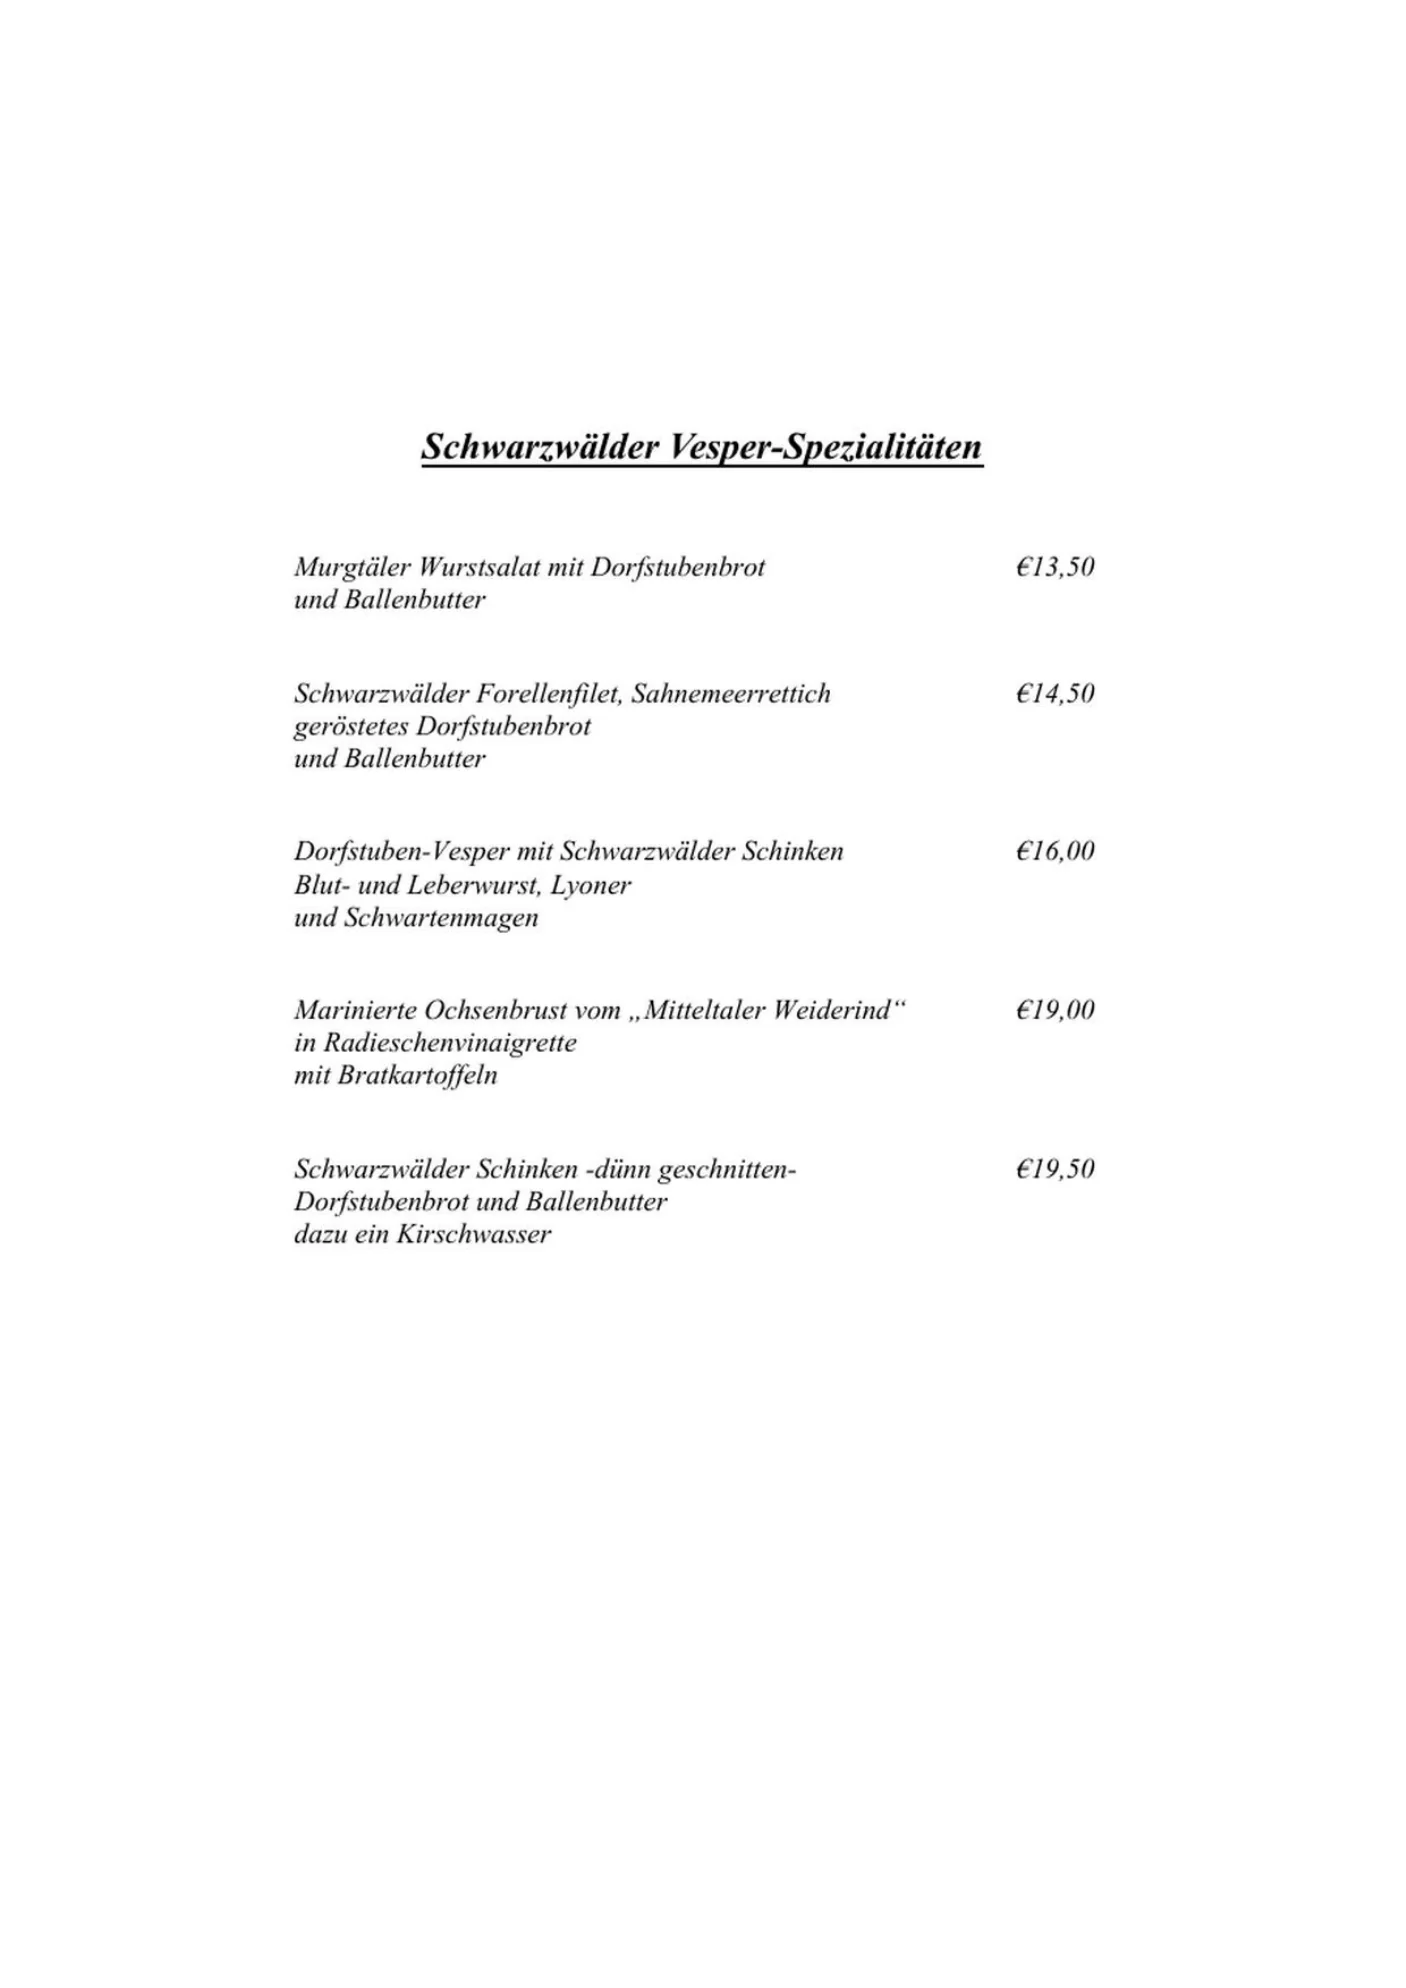 Schwarzwälder Vesper-Spezialitäten
Murgtäler Wurstsalat mit Dorfstubenbrot €13,50
und Ballenbutter
Schwarzwälder Forellenfilet, Sahnemeerrettich €14,50
geröstetes Dorfstubenbrot
und Ballenbutter
Dorfstuben-Vesper mit Schwarzwälder Schinken €16,00
Blut- und Leberwurst, Lyoner
und Schwartenmagen
Marinierte Ochsenbrust vom „Mitteltaler Weiderind“ €19,00
in Radieschenvinaigrette
mit Bratkartoffeln
Schwarzwälder Schinken -dünn geschnitten- €19,50
Dorfstubenbrot und Ballenbutter
dazu ein Kirschwasser